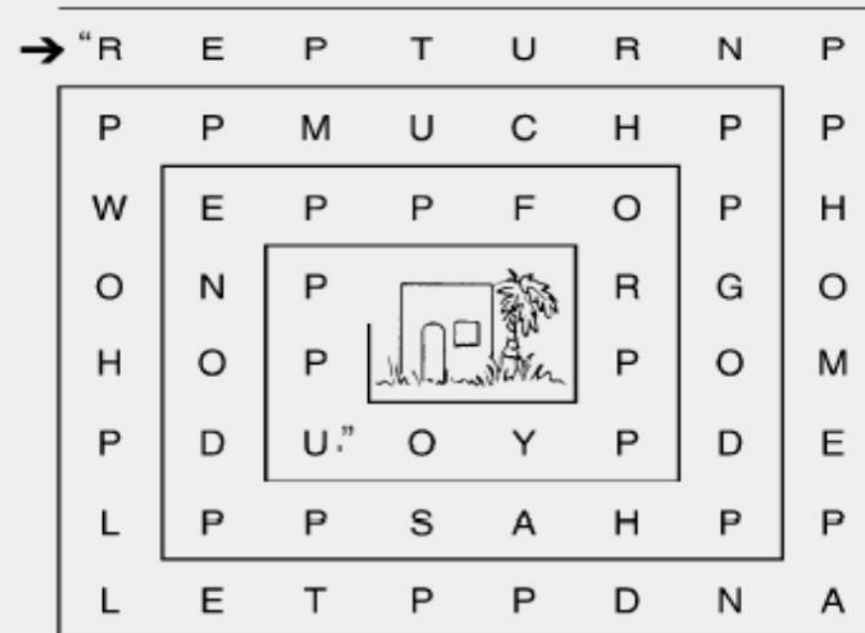 “R E P T U R N P
P P M U C H P P
W E P P F O P H
O N P R G O
H O P P O M
P D U.” O Y P D E
L P P S A H P P
L E T P P D N A